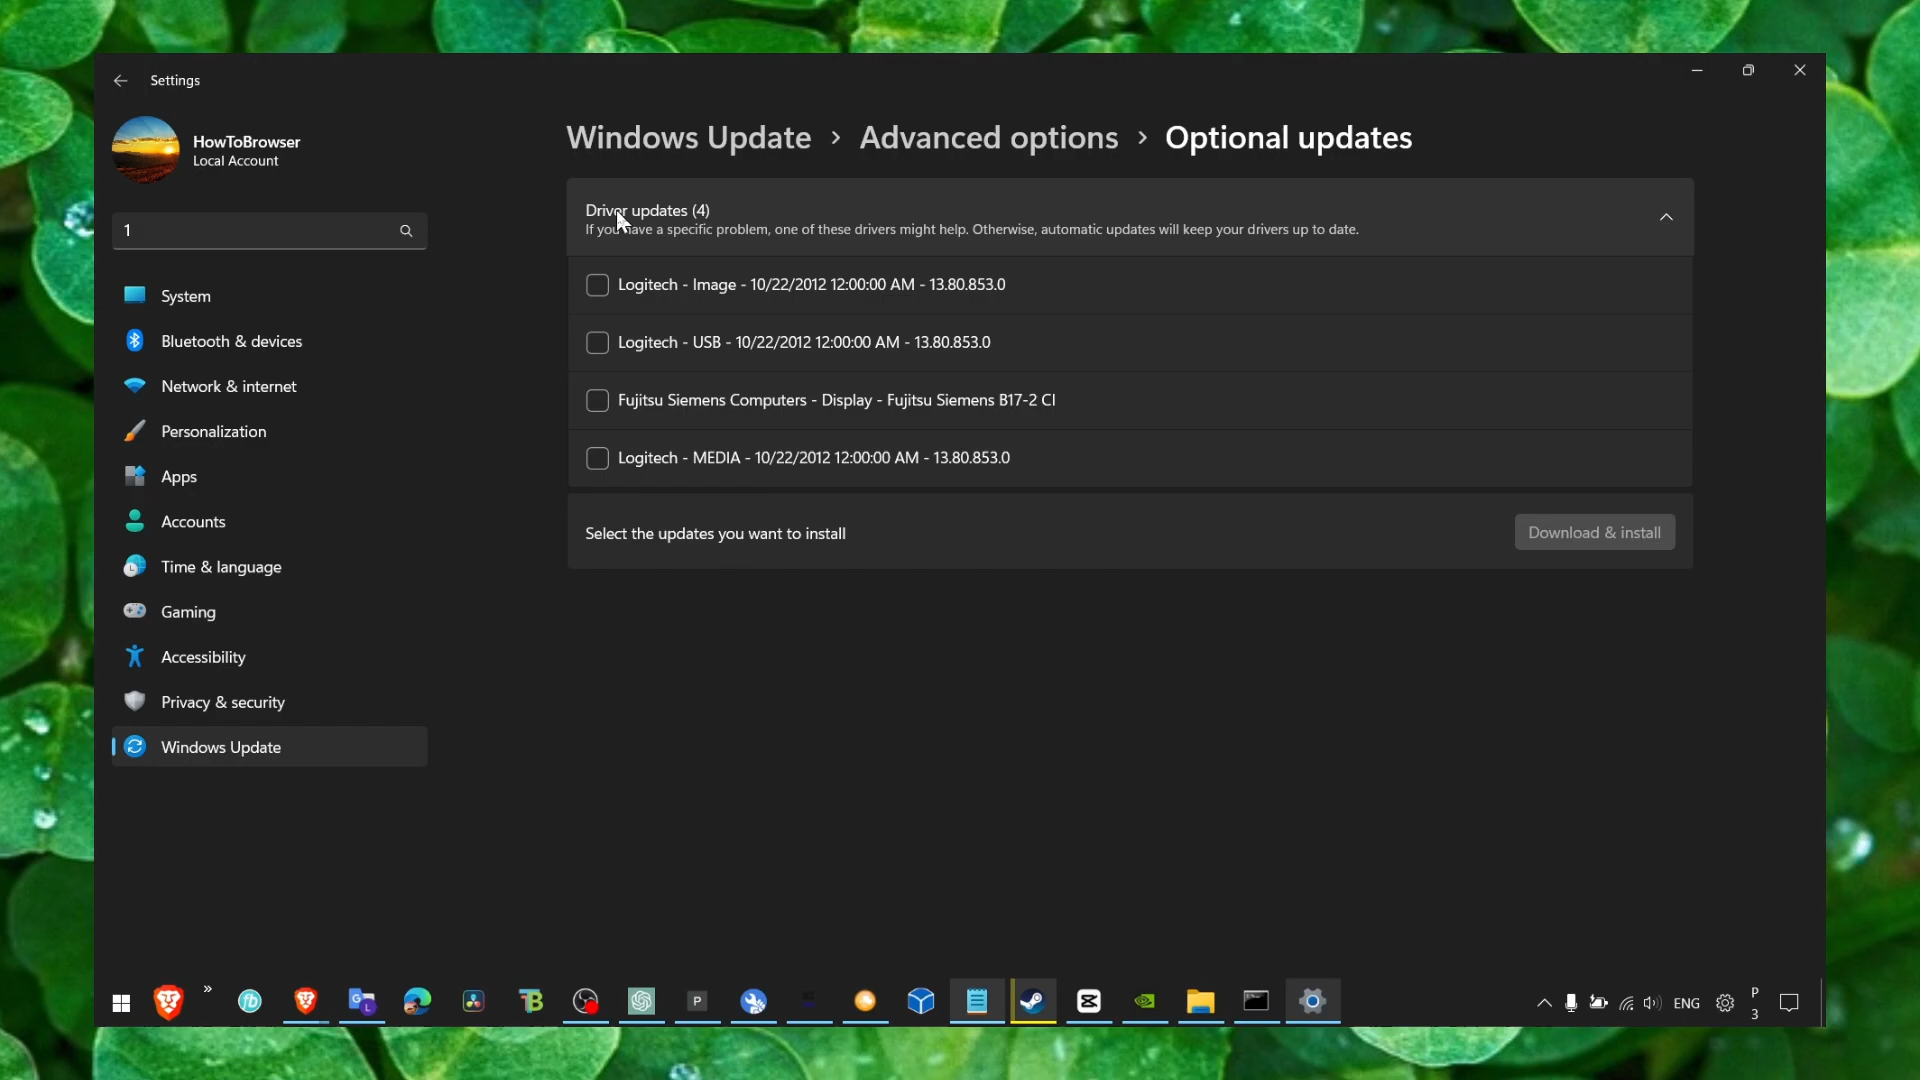 Settings
HowToBrowser
Local Account
1
System
Bluetooth & devices
Network & internet
Personalization
Apps
Accounts
Time & language
Gaming
Accessibility
Privacy & security
Windows Update
Windows Update > Advanced options > Optional updates
Driver updates (4)
If you have a specific problem, one of these drivers might help. Otherwise, automatic updates will keep your drivers up to date.
Logitech - Image - 10/22/2012 12:00:00 AM - 13.80.853.0
Logitech - USB - 10/22/2012 12:00:00 AM - 13.80.853.0
Fujitsu Siemens Computers - Display - Fujitsu Siemens B17-2 CI
Logitech - MEDIA - 10/22/2012 12:00:00 AM - 13.80.853.0
Select the updates you want to install
Download & install
ENG
P
3